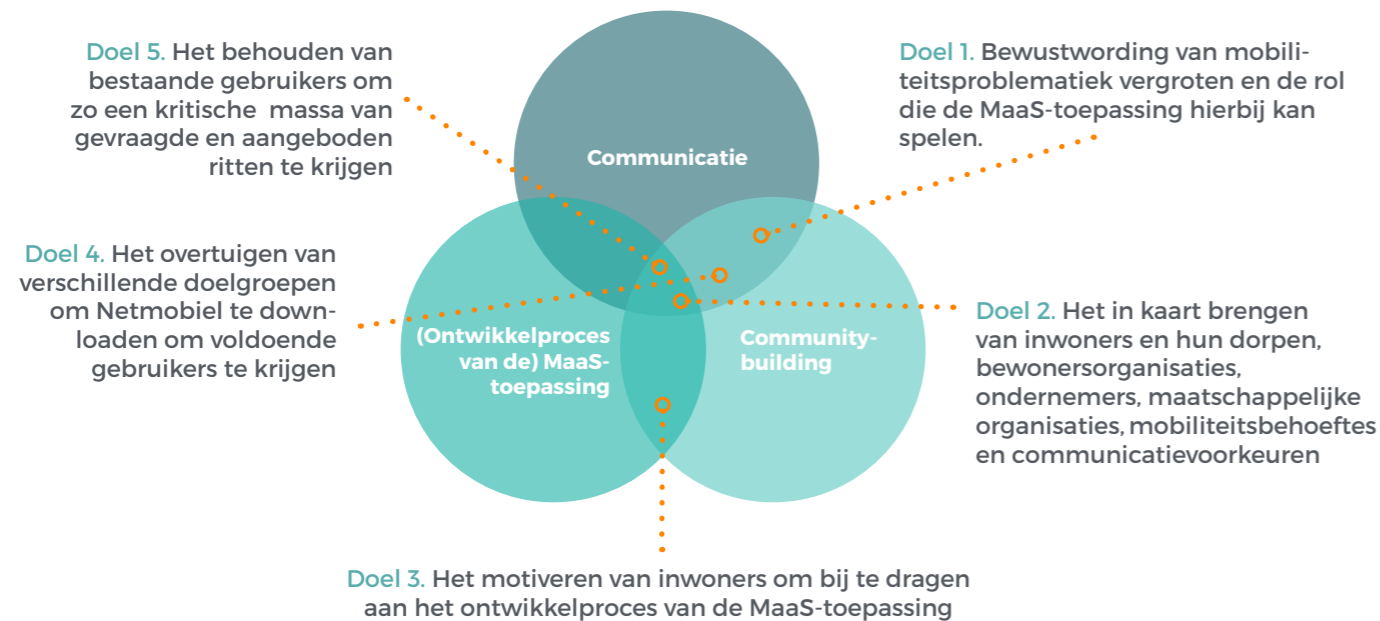 Doel 5. Het behouden van
bestaande gebruikers om
zo een kritische massa van
gevraagde en aangeboden
ritten te krijgen
Doel 1. Bewustwording van mobili-
teitsproblematiek vergroten en de rol
die de MaaS-toepassing hierbij kan
spelen.
Communicatie
Doel 4. Het overtuigen van
verschillende doelgroepen
om Netmobiel te down-
loaden om voldoende
gebruikers te krijgen
(Ontwikkelproces
van de) MaaS-
toepassing
Community-
building
Doel 2. Het in kaart brengen
van inwoners en hun dorpen,
bewonersorganisaties,
ondernemers, maatschappelijke
organisaties, mobiliteitsbehoeftes
en communicatievoorkeuren
Doel 3. Het motiveren van inwoners om bij te dragen
aan het ontwikkelproces van de MaaS-toepassing